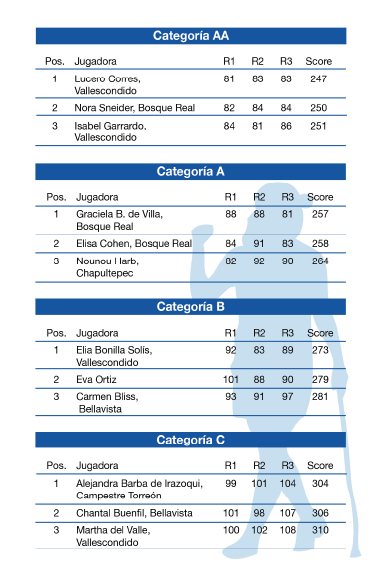 Categoría AA
Pos. Jugadora R1 R2 R3 Score
1 Lucero Corres, 81 83 83 247
Vallescondido
2 Nora Sneider, Bosque Real 82 84 84 250
3 Isabel Garrardo, 84 81 86 251
Vallescondido
Categoría A
Pos. Jugadora R1 R2 R3 Score
1 Graciela B. de Villa, 88 88 81 257
Bosque Real
2 Elisa Cohen, Bosque Real 84 91 83 258
3 Nounou Harb, 82 92 90 264
Chapultepec
Categoría B
Pos. Jugadora R1 R2 R3 Score
1 Elia Bonilla Solís, 92 83 89 273
Vallescondido
2 Eva Ortiz 101 88 90 279
3 Carmen Bliss, 93 91 97 281
Bellavista
Categoría C
Pos. Jugadora R1 R2 R3 Score
1 Alejandra Barba de Irazoqui, 99 101 104 304
Campestre Torreón
2 Chantal Buenfil, Bellavista 101 98 107 306
3 Martha del Valle, 100 102 108 310
Vallescondido